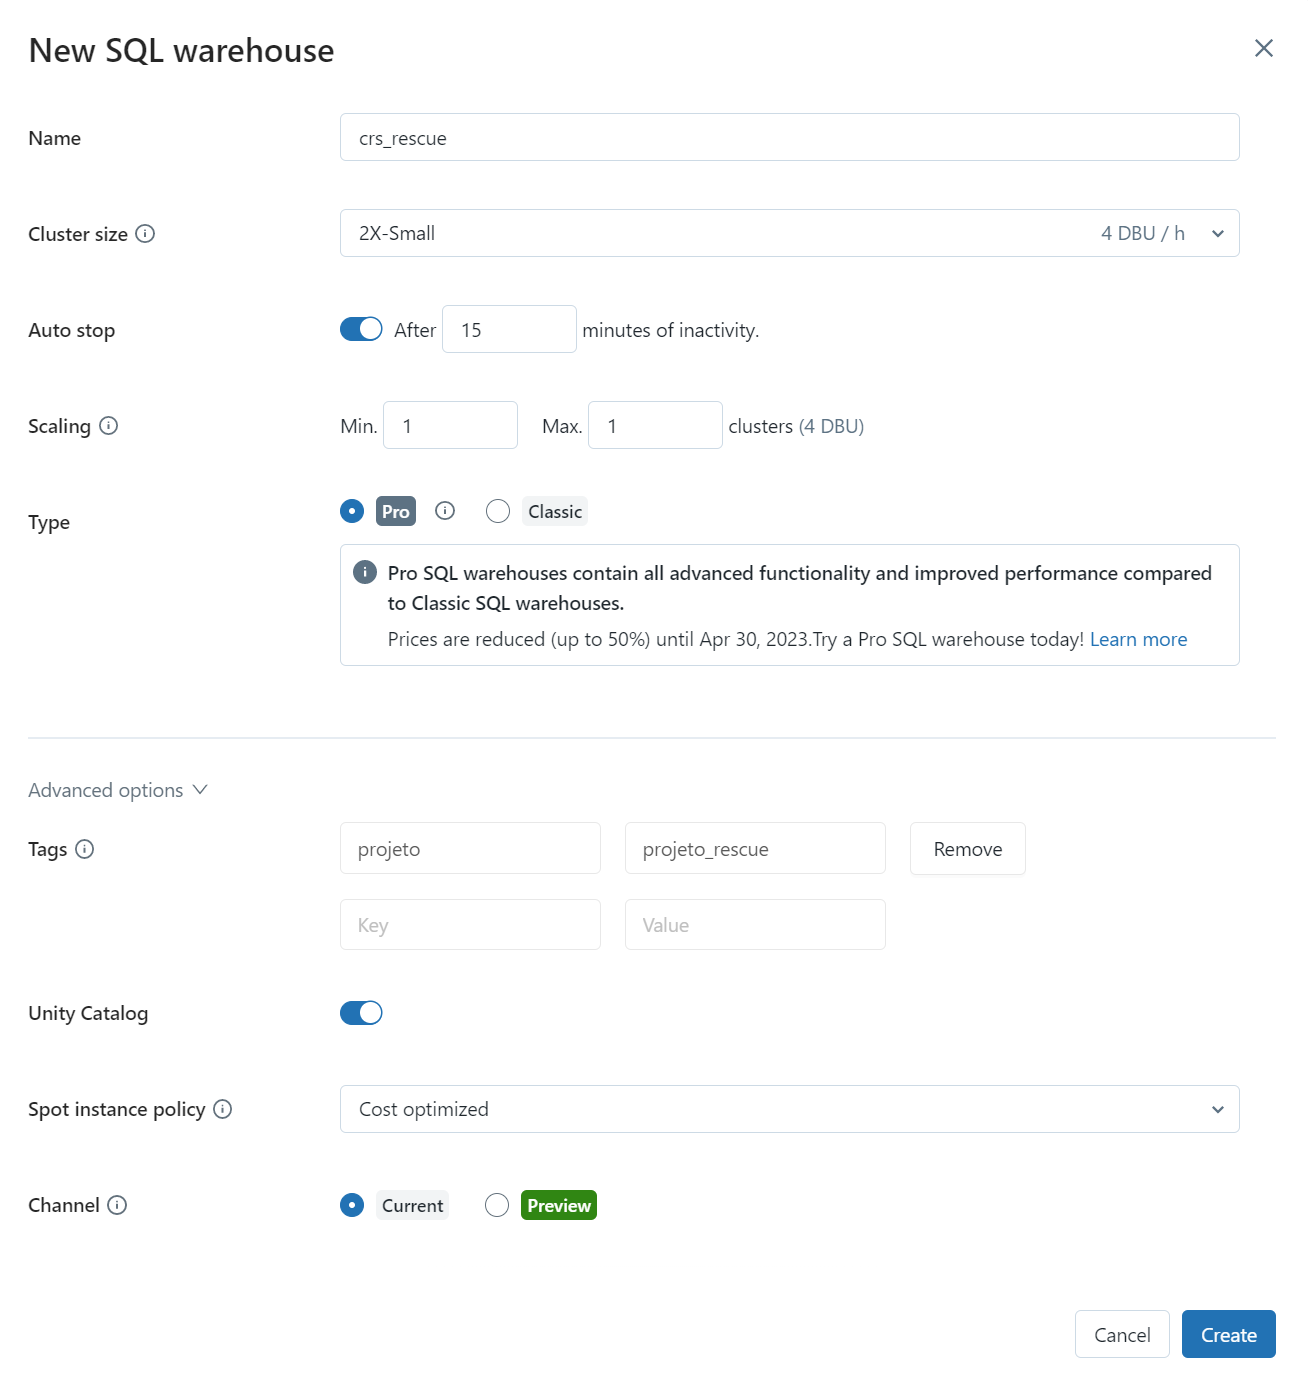 New SQL warehouse
Name
crs_rescue
Cluster size
2X-Small 4 DBU / h
Auto stop
After 15 minutes of inactivity.
Scaling
Min. 1 Max. 1 clusters (4 DBU)
Type
Pro Classic
Pro SQL warehouses contain all advanced functionality and improved performance compared
to Classic SQL warehouses.
Prices are reduced (up to 50%) until Apr 30, 2023.Try a Pro SQL warehouse today! Learn more
Advanced options
Tags
projeto projeto_rescue Remove
Key Value
Unity Catalog
Spot instance policy
Cost optimized
Channel
Current Preview
Cancel Create